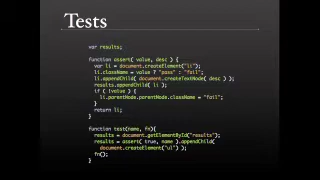 Tests
var results;
function assert( value, desc ) {
var li = document.createElement("li");
li.className = value ? "pass" : "fail";
li.appendChild( document.createTextNode( desc ) );
results.appendChild( li );
if ( !value ) {
li.parentNode.parentNode.className = "fail";
}
return li;
}
function test(name, fn){
results = document.getElementById("results");
results = assert( true, name ).appendChild(
document.createElement("ul") );
fn();
}